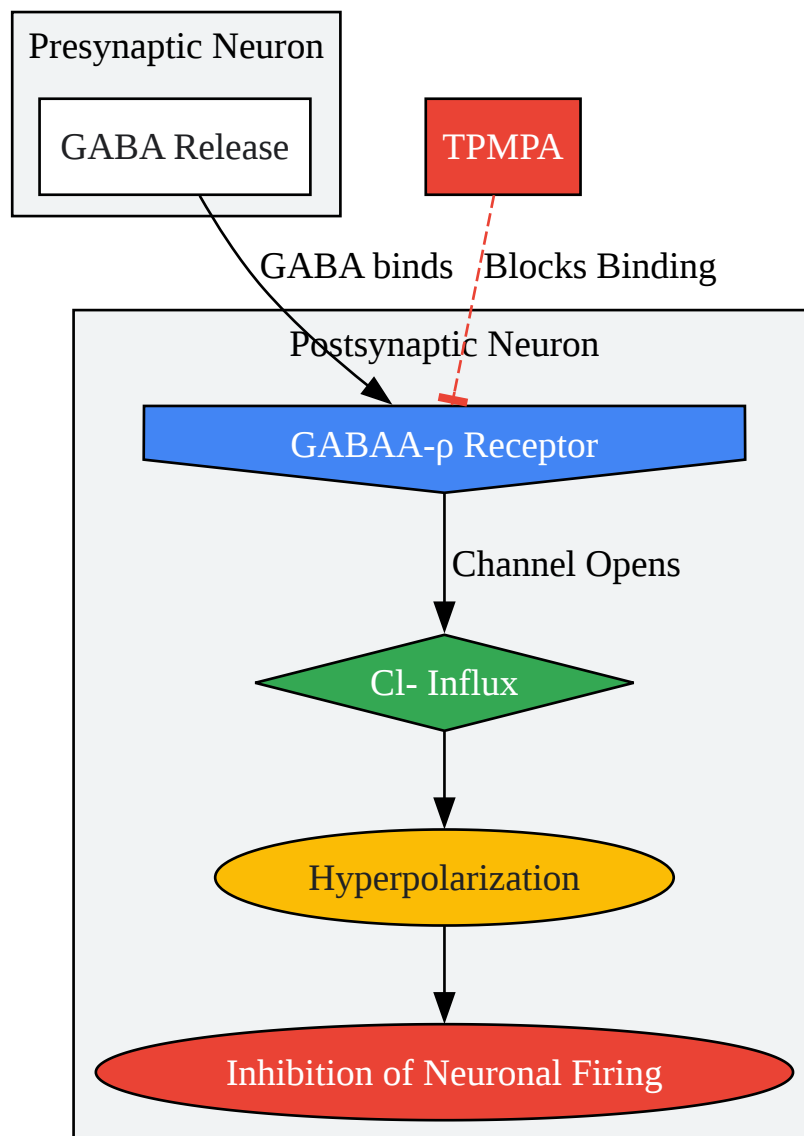 Presynaptic Neuron
GABA Release
TPMPA
GABA binds
Blocks Binding
Postsynaptic Neuron
GABAA-ρ Receptor
Channel Opens
Cl- Influx
Hyperpolarization
Inhibition of Neuronal Firing